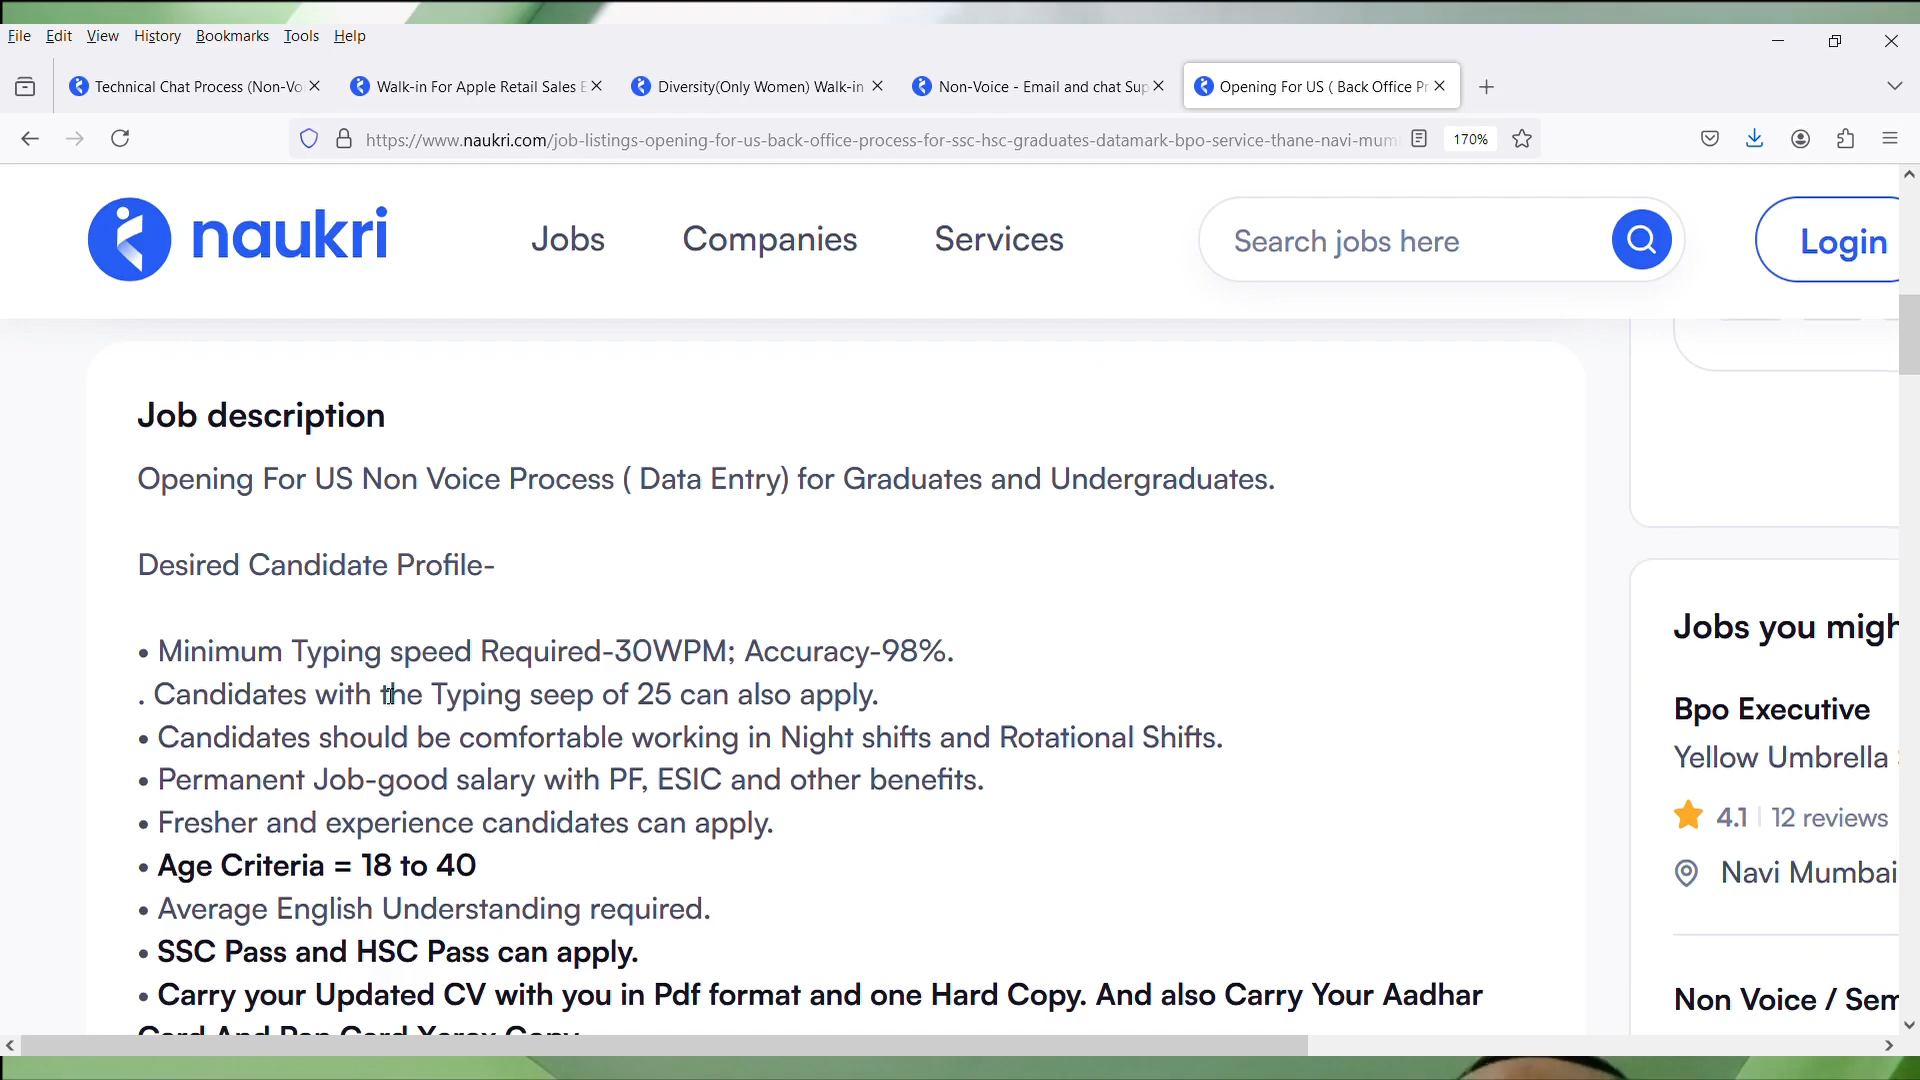 File Edit View History Bookmarks Tools Help
Technical Chat Process (Non-Vo Walk-in For Apple Retail Sales E Diversity(Only Women) Walk-in Non-Voice - Email and chat Sup Opening For US ( Back Office Pr
https://www.naukri.com/job-listings-opening-for-us-back-office-process-for-ssc-hsc-graduates-datamark-bpo-service-thane-navi-mum 170%
naukri Jobs Companies Services Search jobs here Login
Job description
Opening For US Non Voice Process ( Data Entry) for Graduates and Undergraduates.
Desired Candidate Profile-
• Minimum Typing speed Required-30WPM; Accuracy-98%.
. Candidates with the Typing seep of 25 can also apply.
• Candidates should be comfortable working in Night shifts and Rotational Shifts.
• Permanent Job-good salary with PF, ESIC and other benefits.
• Fresher and experience candidates can apply.
• Age Criteria = 18 to 40
• Average English Understanding required.
• SSC Pass and HSC Pass can apply.
• Carry your Updated CV with you in Pdf format and one Hard Copy. And also Carry Your Aadhar
Card And Pan Card Xerox Copy
Jobs you migh
Bpo Executive
Yellow Umbrella
4.1 | 12 reviews
Navi Mumbai
Non Voice / Sem